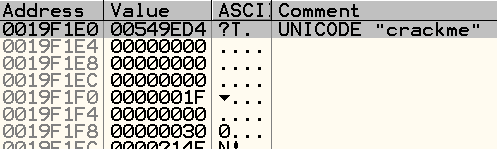 Address Value ASCI: Comment
0019F1E0 00549ED4 ?T. UNICODE "crackme"
0019F1E4 00000000 ....
0019F1E8 00000000 ....
0019F1EC 00000000 ....
0019F1F0 0000001F ▼...
0019F1F4 00000000 ....
0019F1F8 00000030 0...